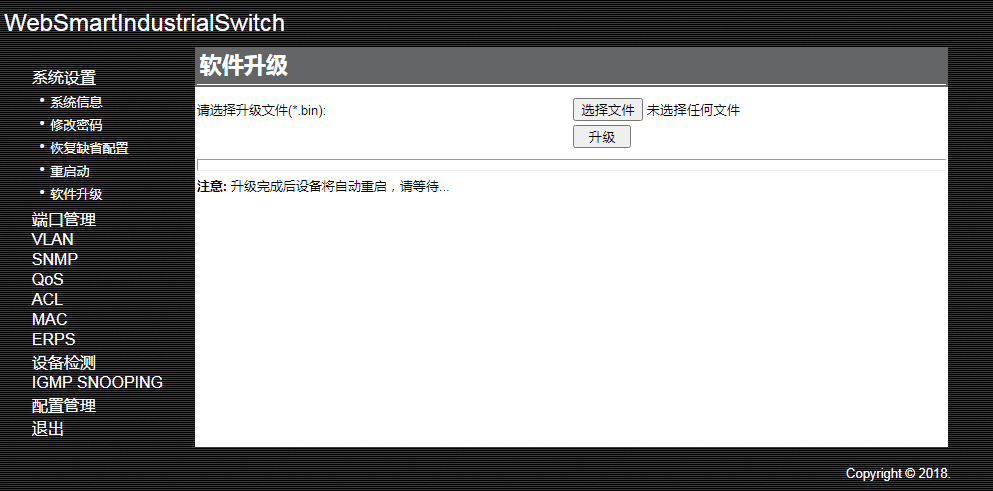 WebSmartIndustrialSwitch
系统设置
系统信息
修改密码
恢复缺省配置
重启动
软件升级
端口管理
VLAN
SNMP
QoS
ACL
MAC
ERPS
设备检测
IGMP SNOOPING
配置管理
退出
软件升级
请选择升级文件(*.bin): 选择文件 未选择任何文件
升级
注意: 升级完成后设备将自动重启，请等待...
Copyright © 2018.